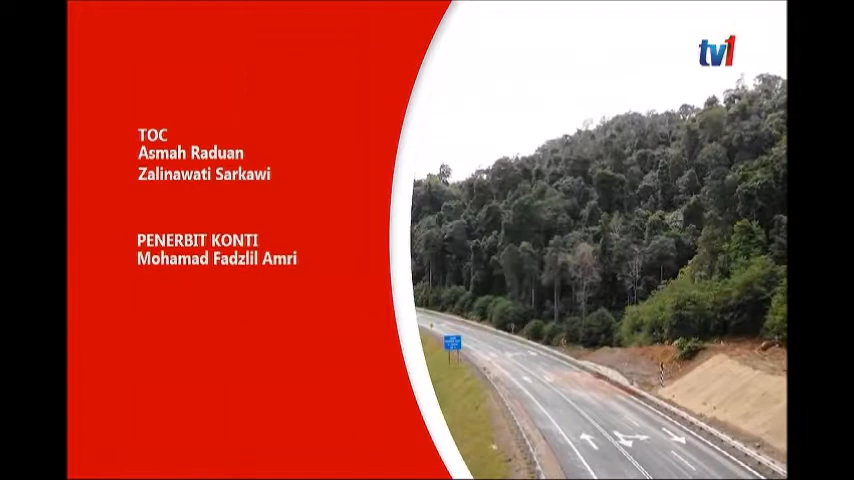 tv1
TOC
Asmah Raduan
Zalinawati Sarkawi
PENERBIT KONTI
Mohamad Fadzlil Amri